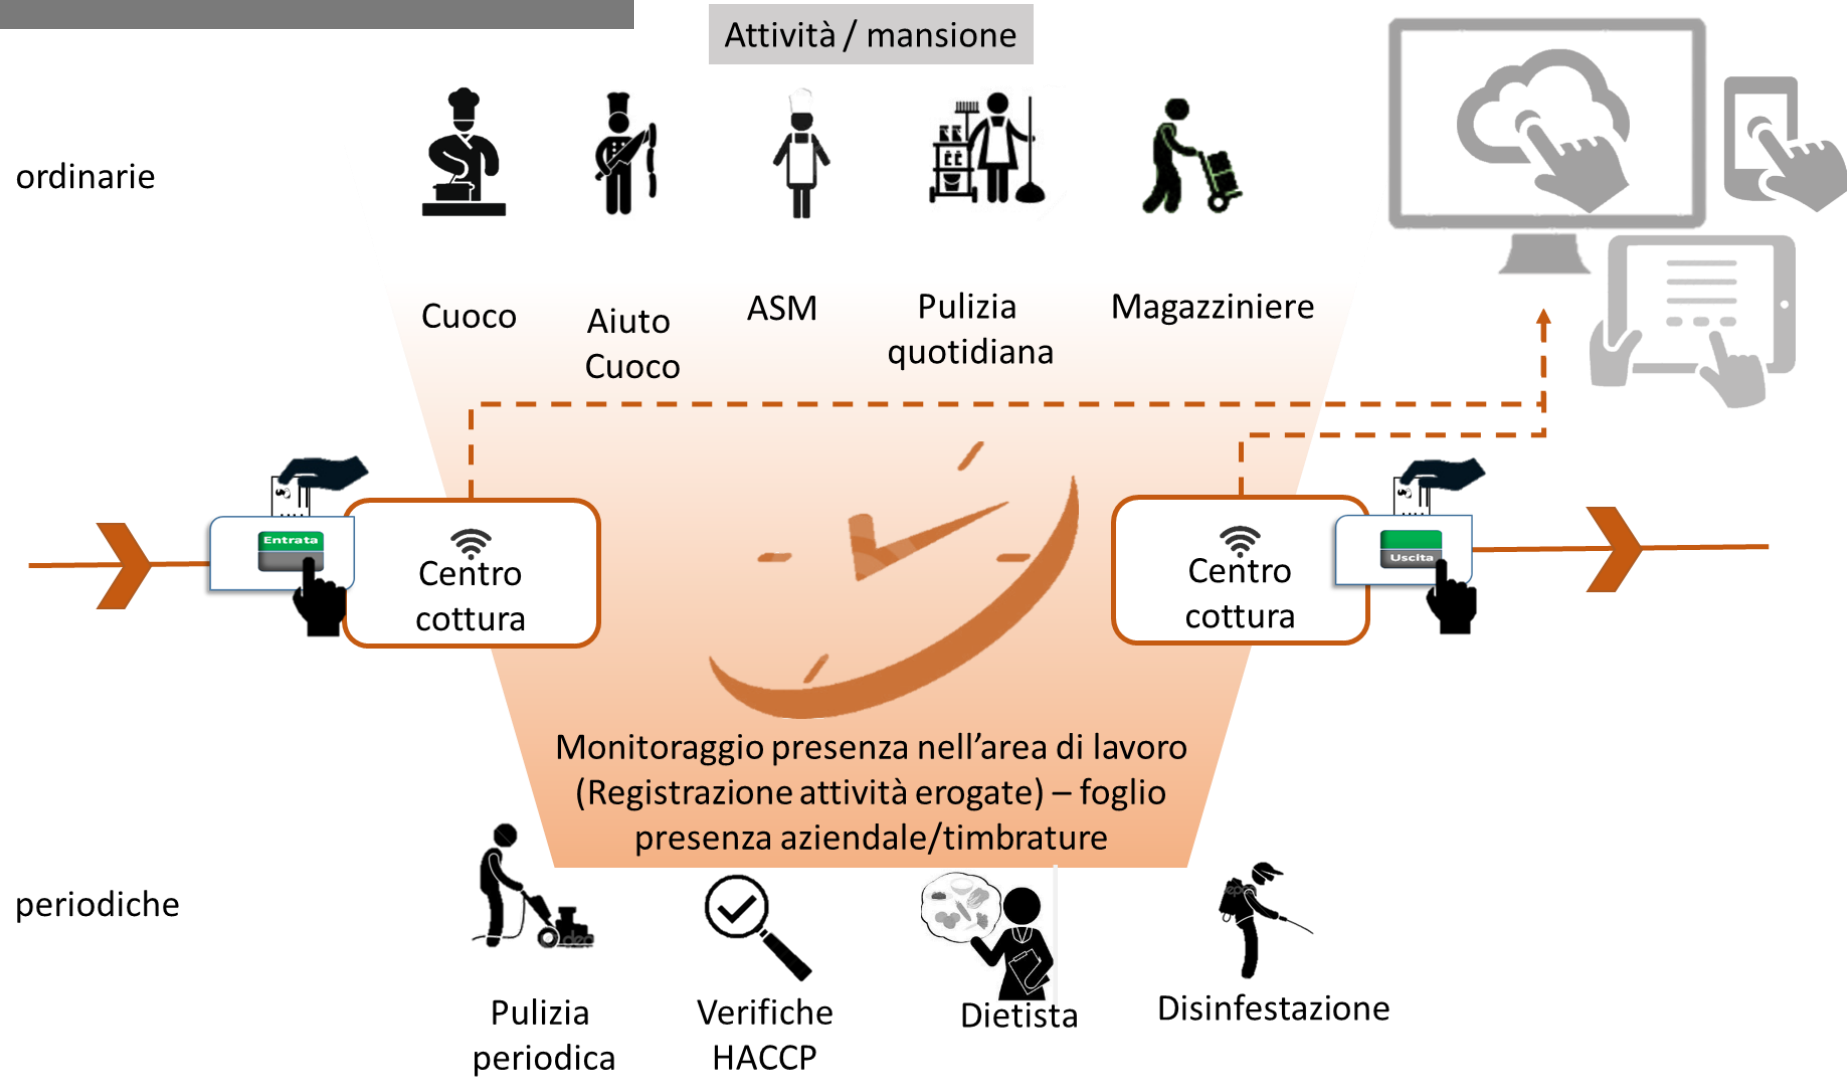 Attività / mansione
ordinarie
Cuoco
Aiuto
Cuoco
ASM
Pulizia
quotidiana
Magazziniere
Entrata
Centro
cottura
Centro
cottura
Uscita
Monitoraggio presenza nell’area di lavoro
(Registrazione attività erogate) – foglio
presenza aziendale/timbrature
periodiche
Pulizia
periodica
Verifiche
HACCP
Dietista
Disinfestazione